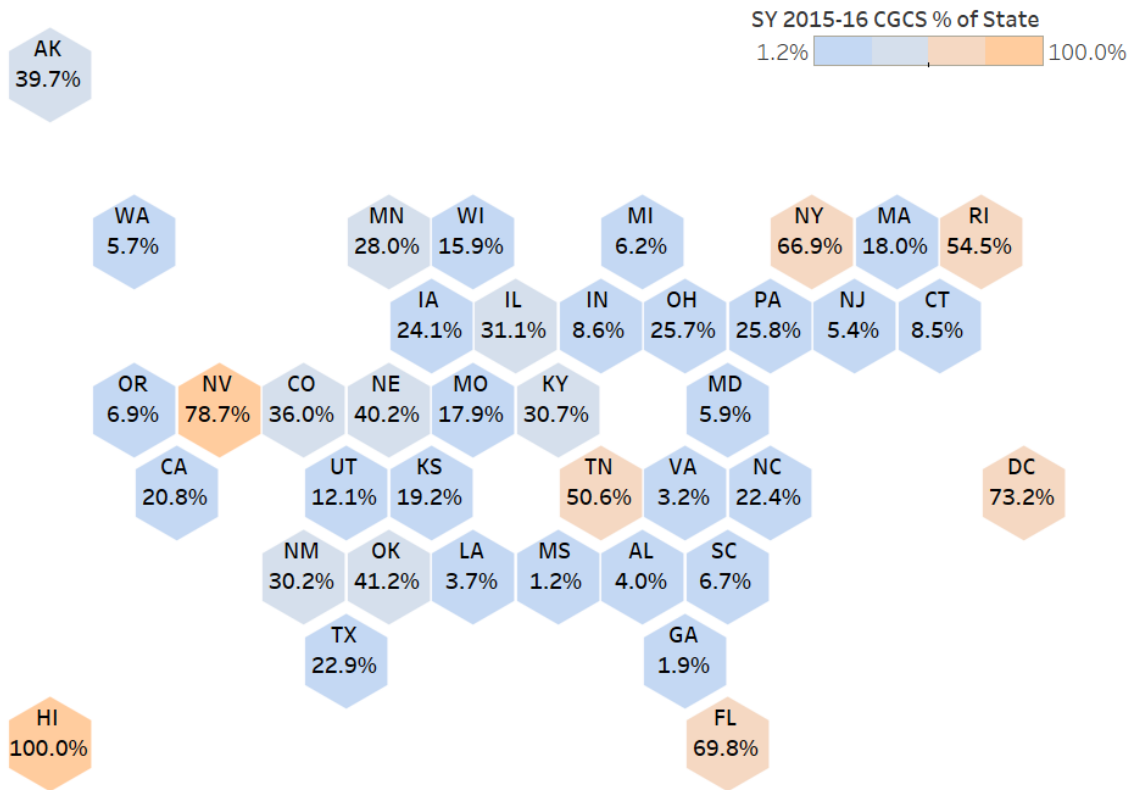 SY 2015-16 CGCS % of State
1.2% 100.0%
AK
39.7%
WA
5.7%
MN
28.0%
WI
15.9%
MI
6.2%
NY
66.9%
MA
18.0%
RI
54.5%
IA
24.1%
IL
31.1%
IN
8.6%
OH
25.7%
PA
25.8%
NJ
5.4%
CT
8.5%
OR
6.9%
NV
78.7%
CO
36.0%
NE
40.2%
MO
17.9%
KY
30.7%
MD
5.9%
CA
20.8%
UT
12.1%
KS
19.2%
TN
50.6%
VA
3.2%
NC
22.4%
DC
73.2%
NM
30.2%
OK
41.2%
LA
3.7%
MS
1.2%
AL
4.0%
SC
6.7%
TX
22.9%
GA
1.9%
HI
100.0%
FL
69.8%